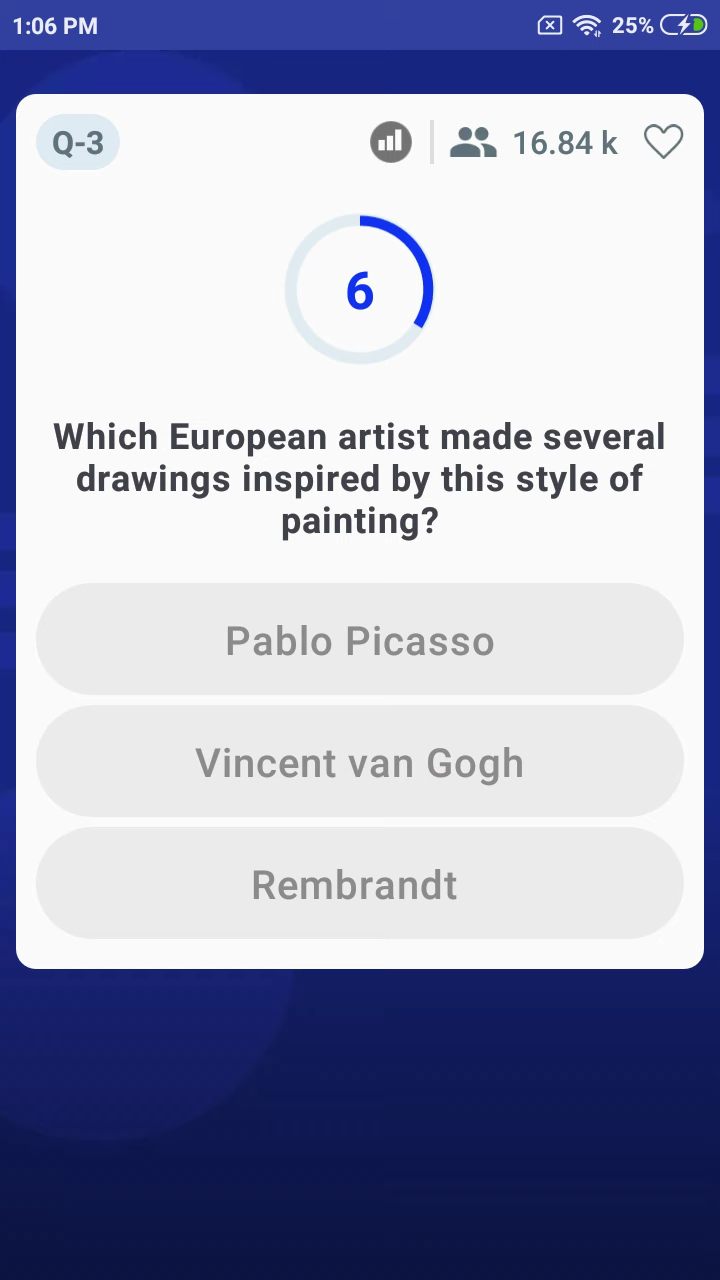 1:06 PM
25%
Q-3
16.84 k
6
Which European artist made several
drawings inspired by this style of
painting?
Pablo Picasso
Vincent van Gogh
Rembrandt